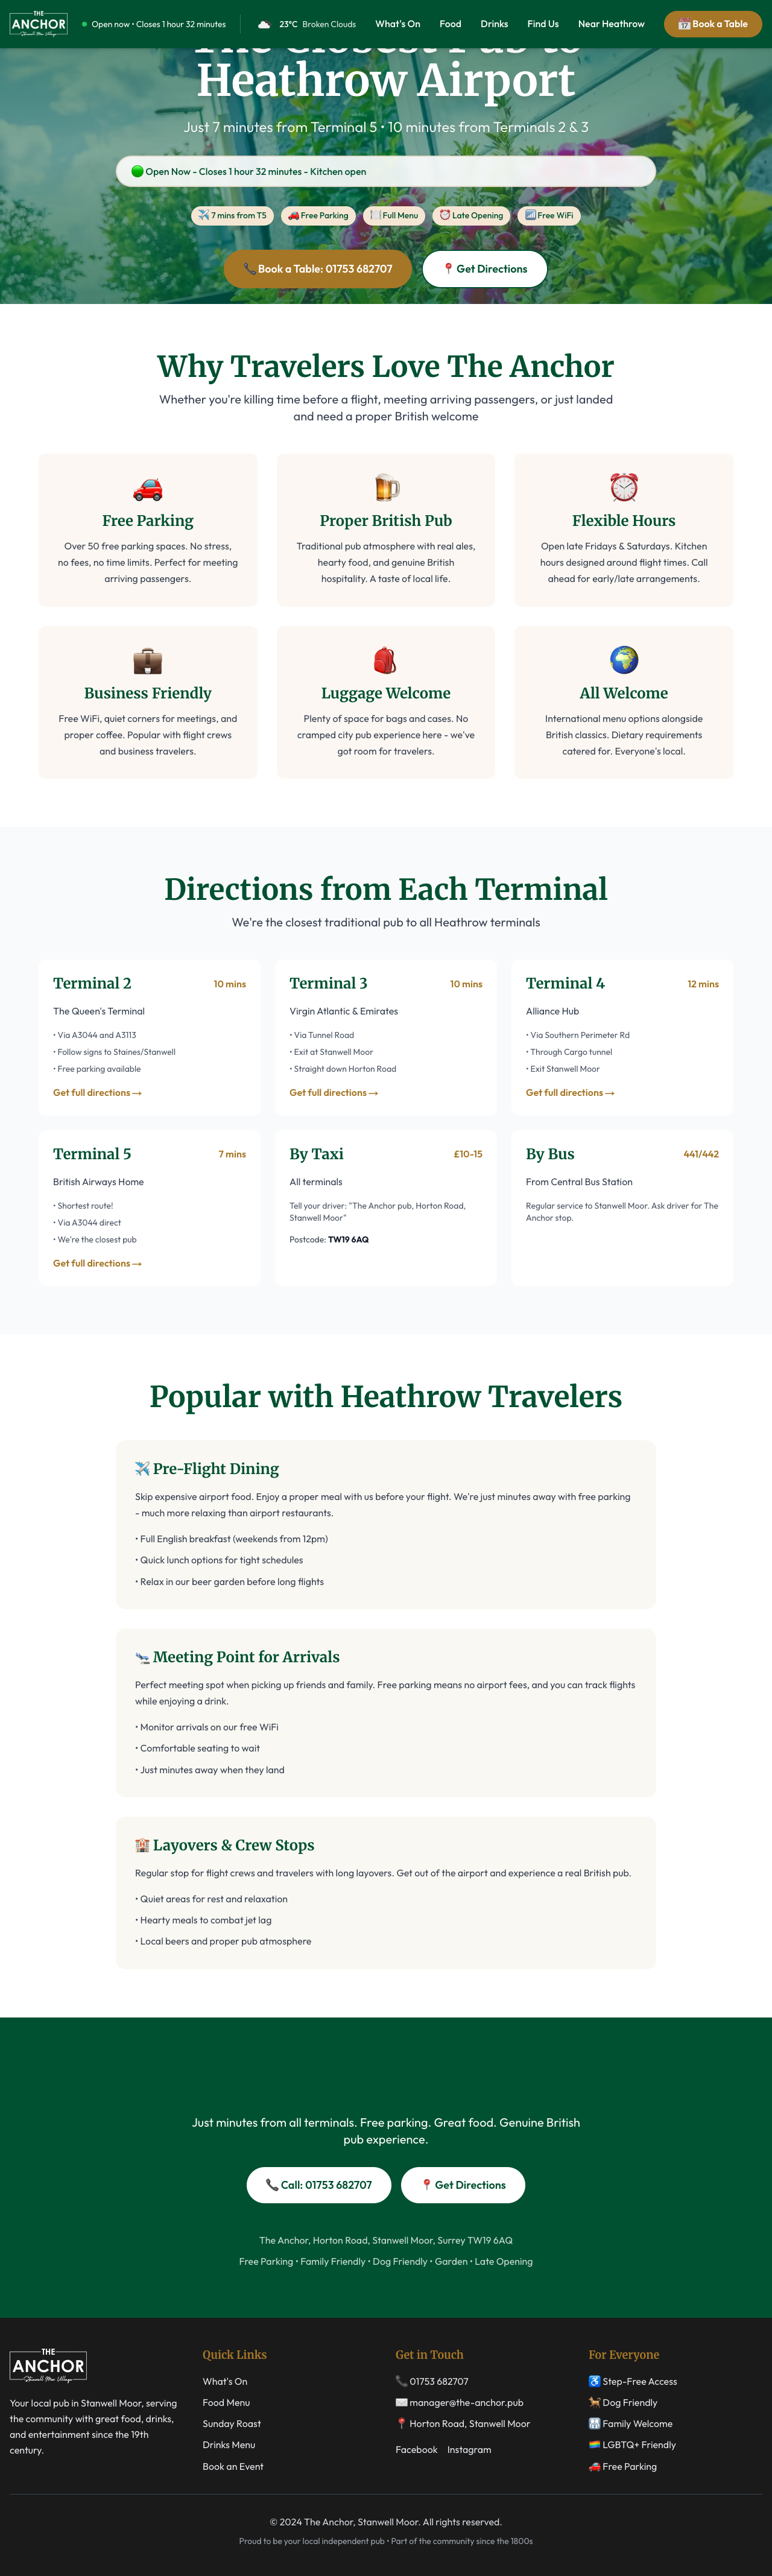 THE
ANCHOR
Stanwell Moor Village
Open now • Closes 1 hour 32 minutes
23°C Broken Clouds
What's On
Food
Drinks
Find Us
Near Heathrow
Book a Table
The Closest Pub to
Heathrow Airport
Just 7 minutes from Terminal 5 • 10 minutes from Terminals 2 & 3
Open Now - Closes 1 hour 32 minutes - Kitchen open
7 mins from T5
Free Parking
Full Menu
Late Opening
Free WiFi
Book a Table: 01753 682707
Get Directions
Why Travelers Love The Anchor
Whether you're killing time before a flight, meeting arriving passengers, or just landed
and need a proper British welcome
Free Parking
Over 50 free parking spaces. No stress,
no fees, no time limits. Perfect for meeting
arriving passengers.
Proper British Pub
Traditional pub atmosphere with real ales,
hearty food, and genuine British
hospitality. A taste of local life.
Flexible Hours
Open late Fridays & Saturdays. Kitchen
hours designed around flight times. Call
ahead for early/late arrangements.
Business Friendly
Free WiFi, quiet corners for meetings, and
proper coffee. Popular with flight crews
and business travelers.
Luggage Welcome
Plenty of space for bags and cases. No
cramped city pub experience here - we've
got room for travelers.
All Welcome
International menu options alongside
British classics. Dietary requirements
catered for. Everyone's local.
Directions from Each Terminal
We're the closest traditional pub to all Heathrow terminals
Terminal 2
10 mins
The Queen's Terminal
• Via A3044 and A3113
• Follow signs to Staines/Stanwell
• Free parking available
Get full directions →
Terminal 3
10 mins
Virgin Atlantic & Emirates
• Via Tunnel Road
• Exit at Stanwell Moor
• Straight down Horton Road
Get full directions →
Terminal 4
12 mins
Alliance Hub
• Via Southern Perimeter Rd
• Through Cargo tunnel
• Exit Stanwell Moor
Get full directions →
Terminal 5
7 mins
British Airways Home
• Shortest route!
• Via A3044 direct
• We're the closest pub
Get full directions →
By Taxi
£10-15
All terminals
Tell your driver: "The Anchor pub, Horton Road,
Stanwell Moor"
Postcode: TW19 6AQ
By Bus
441/442
From Central Bus Station
Regular service to Stanwell Moor. Ask driver for The
Anchor stop.
Popular with Heathrow Travelers
Pre-Flight Dining
Skip expensive airport food. Enjoy a proper meal with us before your flight. We're just minutes away with free parking
- much more relaxing than airport restaurants.
• Full English breakfast (weekends from 12pm)
• Quick lunch options for tight schedules
• Relax in our beer garden before long flights
Meeting Point for Arrivals
Perfect meeting spot when picking up friends and family. Free parking means no airport fees, and you can track flights
while enjoying a drink.
• Monitor arrivals on our free WiFi
• Comfortable seating to wait
• Just minutes away when they land
Layovers & Crew Stops
Regular stop for flight crews and travelers with long layovers. Get out of the airport and experience a real British pub.
• Quiet areas for rest and relaxation
• Hearty meals to combat jet lag
• Local beers and proper pub atmosphere
Just minutes from all terminals. Free parking. Great food. Genuine British
pub experience.
Call: 01753 682707
Get Directions
The Anchor, Horton Road, Stanwell Moor, Surrey TW19 6AQ
Free Parking • Family Friendly • Dog Friendly • Garden • Late Opening
THE
ANCHOR
Stanwell Moor Village
Your local pub in Stanwell Moor, serving
the community with great food, drinks,
and entertainment since the 19th
century.
Quick Links
What's On
Food Menu
Sunday Roast
Drinks Menu
Book an Event
Get in Touch
01753 682707
manager@the-anchor.pub
Horton Road, Stanwell Moor
Facebook Instagram
For Everyone
Step-Free Access
Dog Friendly
Family Welcome
LGBTQ+ Friendly
Free Parking
© 2024 The Anchor, Stanwell Moor. All rights reserved.
Proud to be your local independent pub • Part of the community since the 1800s